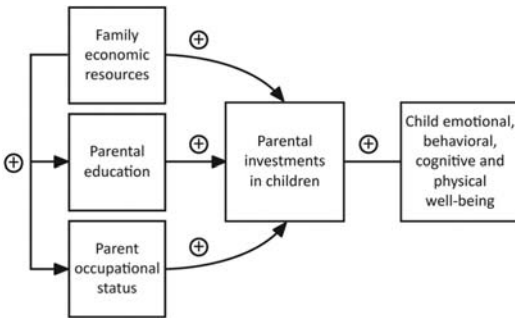 Family
economic
resources
⊕
⊕
Parental
education
⊕
Parental
investments
in children
⊕
Child emotional,
behavioral,
cognitive and
physical
well-being
Parent
occupational
status
⊕